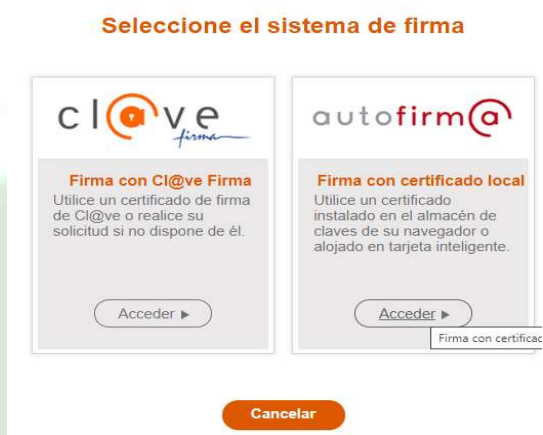 Seleccione el sistema de firma
cl@ve
firma
Firma con Cl@ve Firma
Utilice un certificado de firma
de Cl@ve o realice su
solicitud si no dispone de él.
Acceder ▶
autofirm@
Firma con certificado local
Utilice un certificado
instalado en el almacén de
claves de su navegador o
alojado en tarjeta inteligente.
Acceder ▶
Firma con certificad
Cancelar